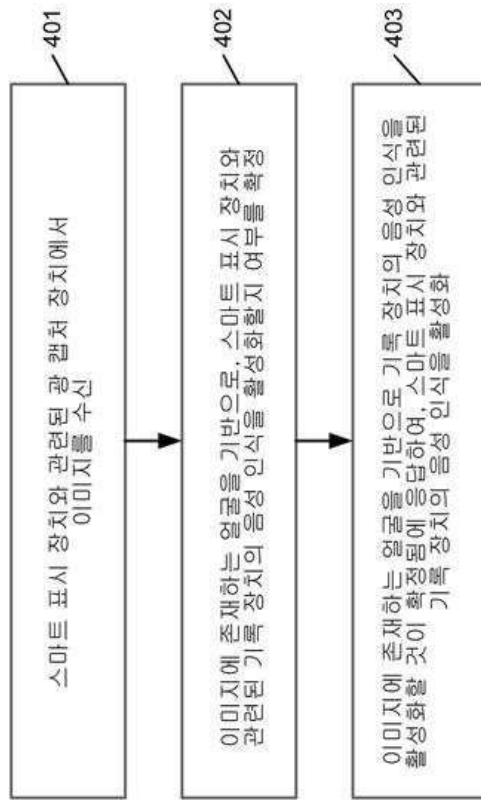 401
스마트 표시 장치와 관련된 광 캡처 장치에서
이미지를 수신
402
이미지에 존재하는 얼굴을 기반으로, 스마트 표시 장치와
관련된 기록 장치의 음성 인식을 활성화할지 여부를 확정
403
이미지에 존재하는 얼굴을 기반으로 기록 장치의 음성 인식을
활성화할 것이 확정됨에 응답하여, 스마트 표시 장치와 관련된
기록 장치의 음성 인식을 활성화